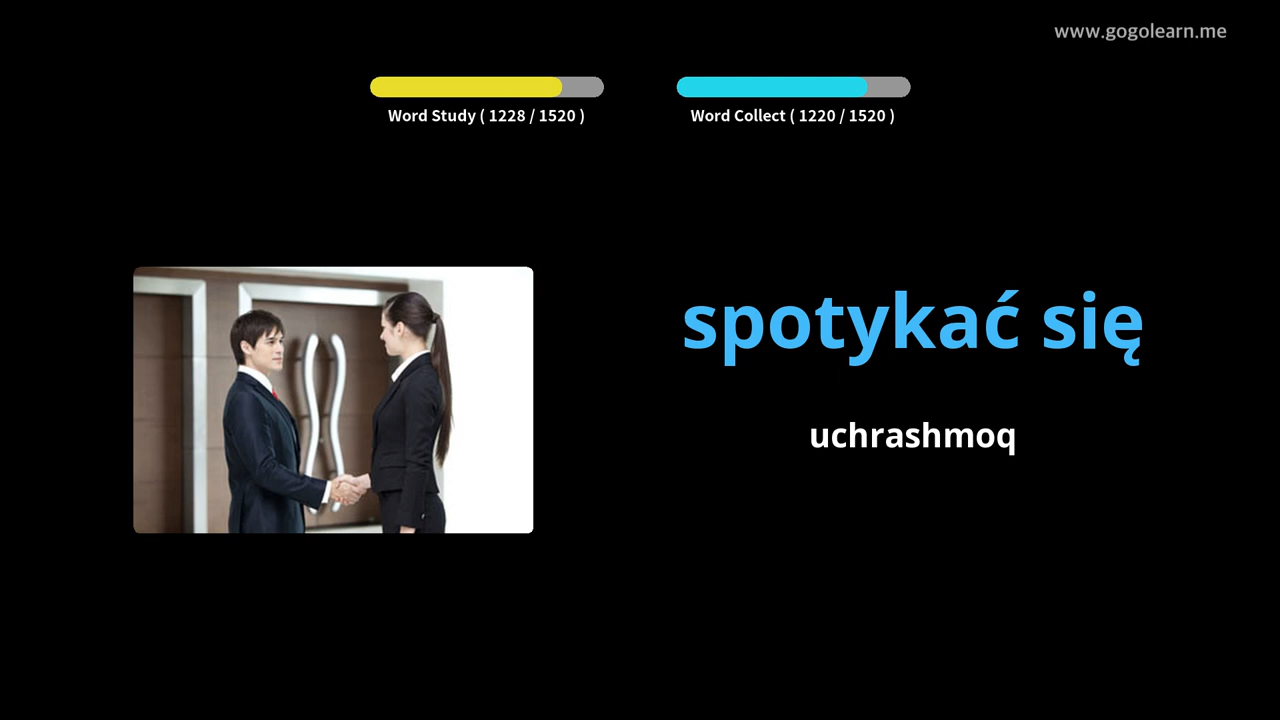 www.gogolearn.me
Word Study ( 1228 / 1520 )
Word Collect ( 1220 / 1520 )
spotykać się
uchrashmoq